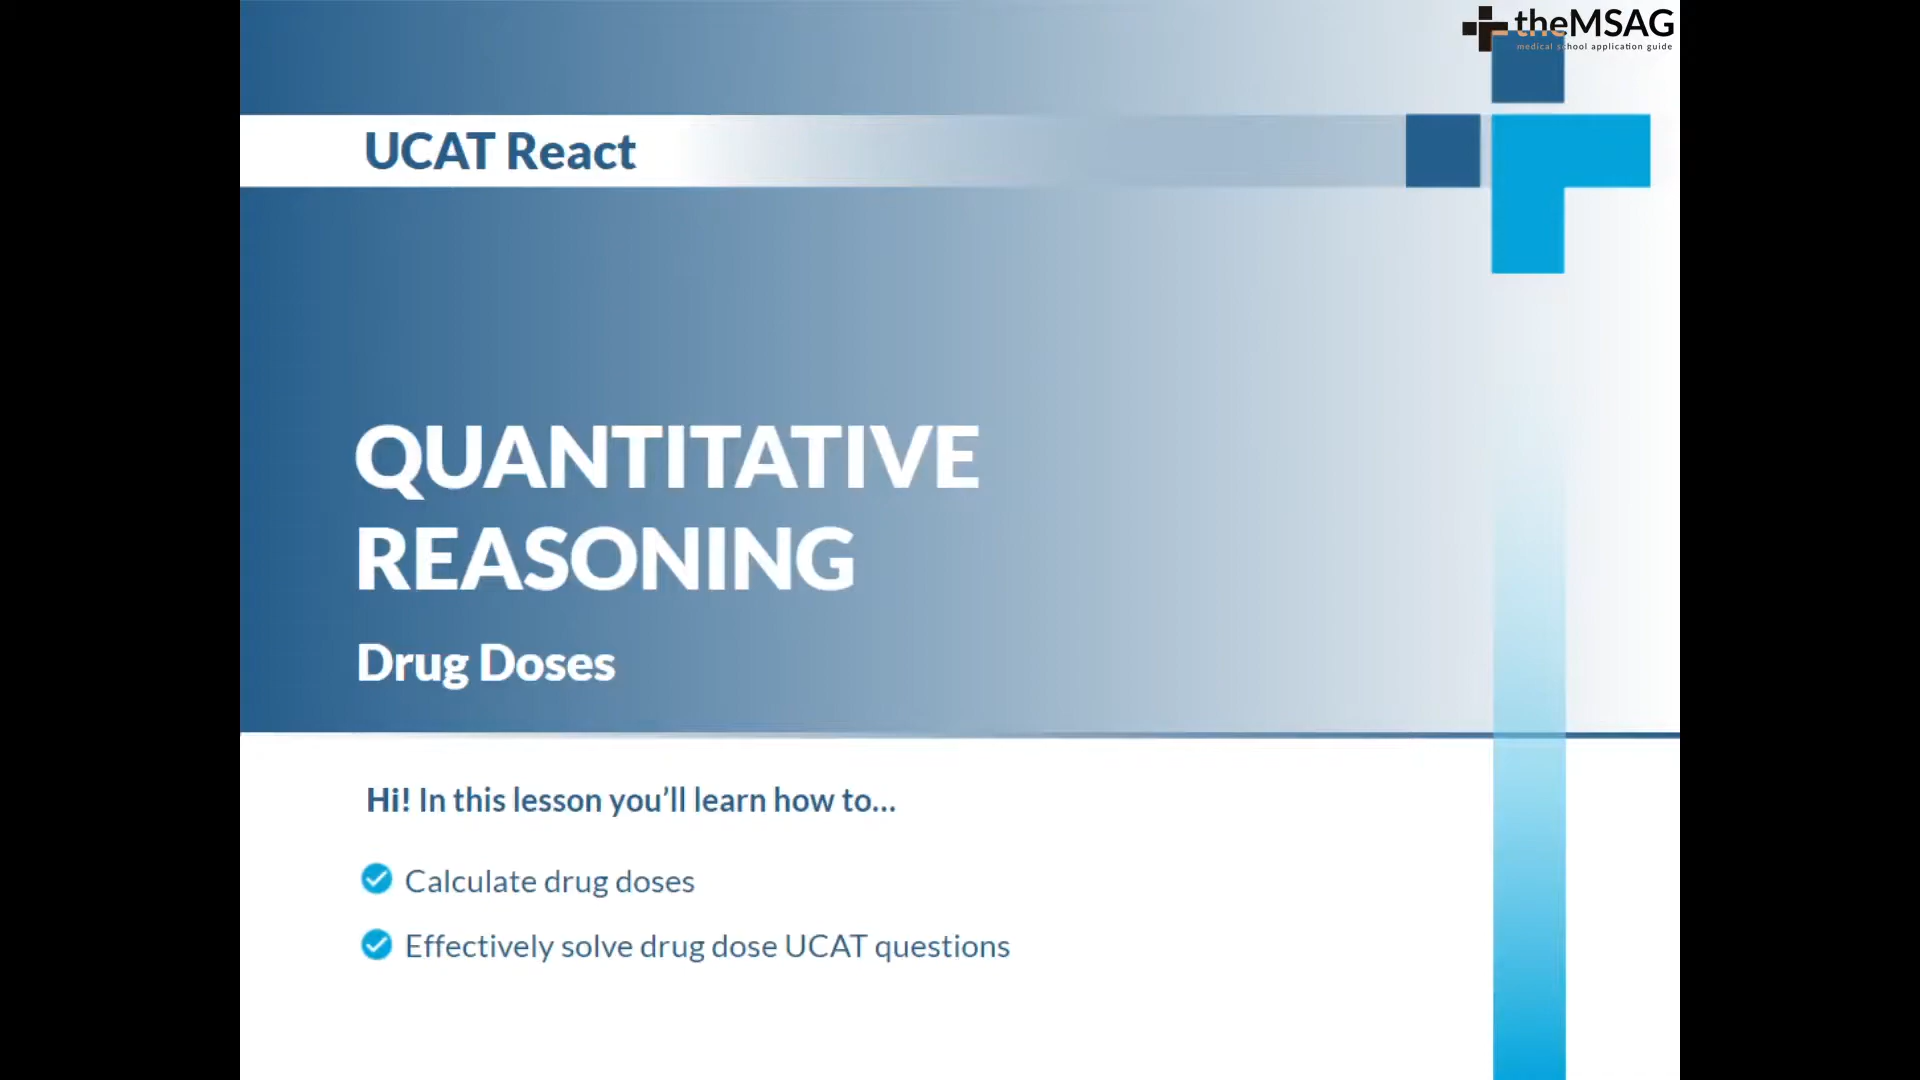 theMSAG
medical school application guide
UCAT React
QUANTITATIVE
REASONING
Drug Doses
Hi! In this lesson you’ll learn how to...
Calculate drug doses
Effectively solve drug dose UCAT questions